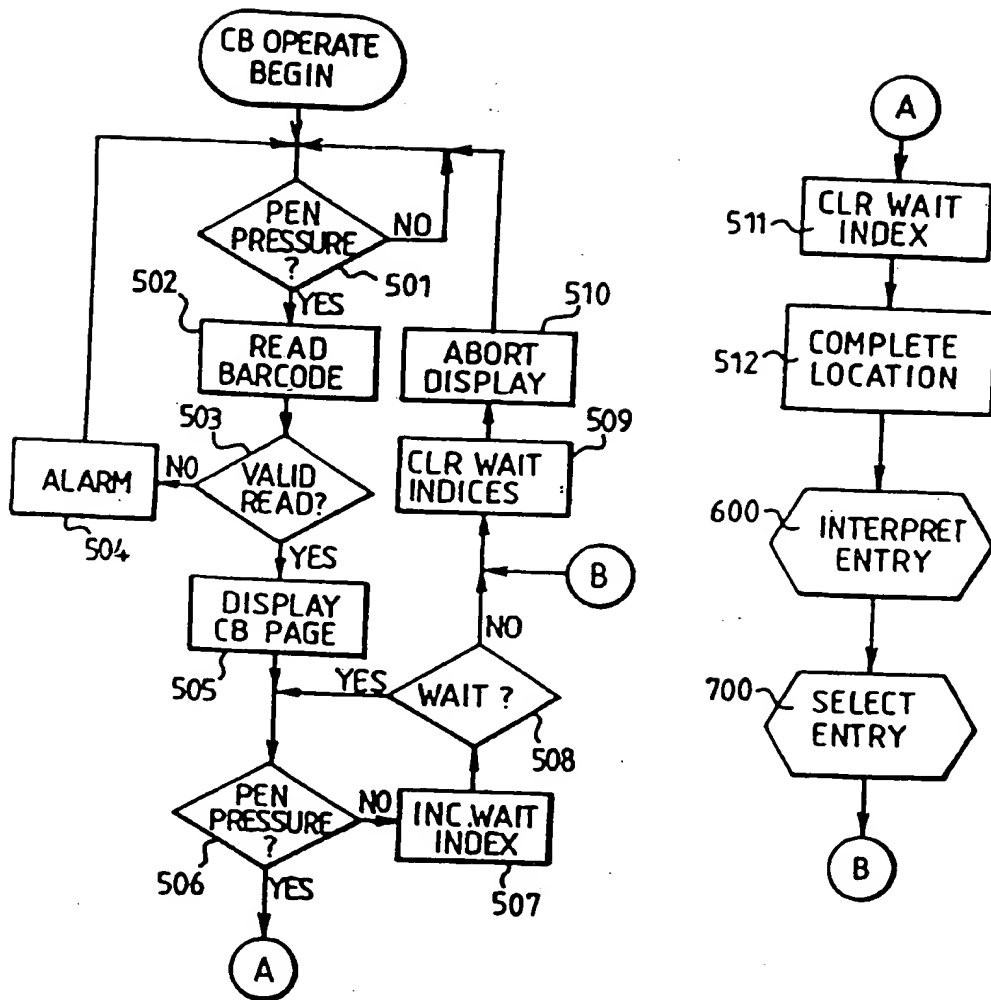 CB OPERATE
BEGIN
PEN
PRESSURE
?
NO
501
YES
502
READ
BARCODE
503
VALID
READ?
NO
ALARM
504
YES
DISPLAY
CB PAGE
505
PEN
PRESSURE
?
506
NO
YES
A
INC.WAIT
INDEX
507
WAIT ?
508
YES
NO
B
CLR WAIT
INDICES
509
ABORT
DISPLAY
510
A
CLR WAIT
INDEX
511
COMPLETE
LOCATION
512
INTERPRET
ENTRY
600
SELECT
ENTRY
700
B